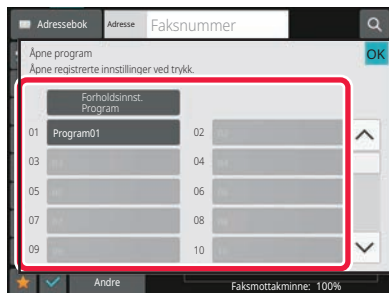 Adressebok
Adresse
Faksnummer
Åpne program
Åpne registrerte innstillinger ved trykk.
OK
Forholdsinnst.
Program
01 Program01
02
03
04
05
06
07
08
09
10
Andre
Faksmottakminne: 100%